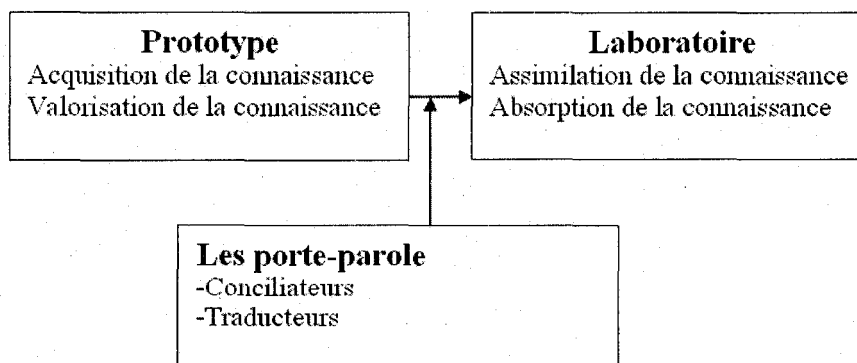 Prototype
Acquisition de la connaissance
Valorisation de la connaissance
Laboratoire
Assimilation de la connaissance
Absorption de la connaissance
Les porte-parole
-Conciliateurs
-Traducteurs